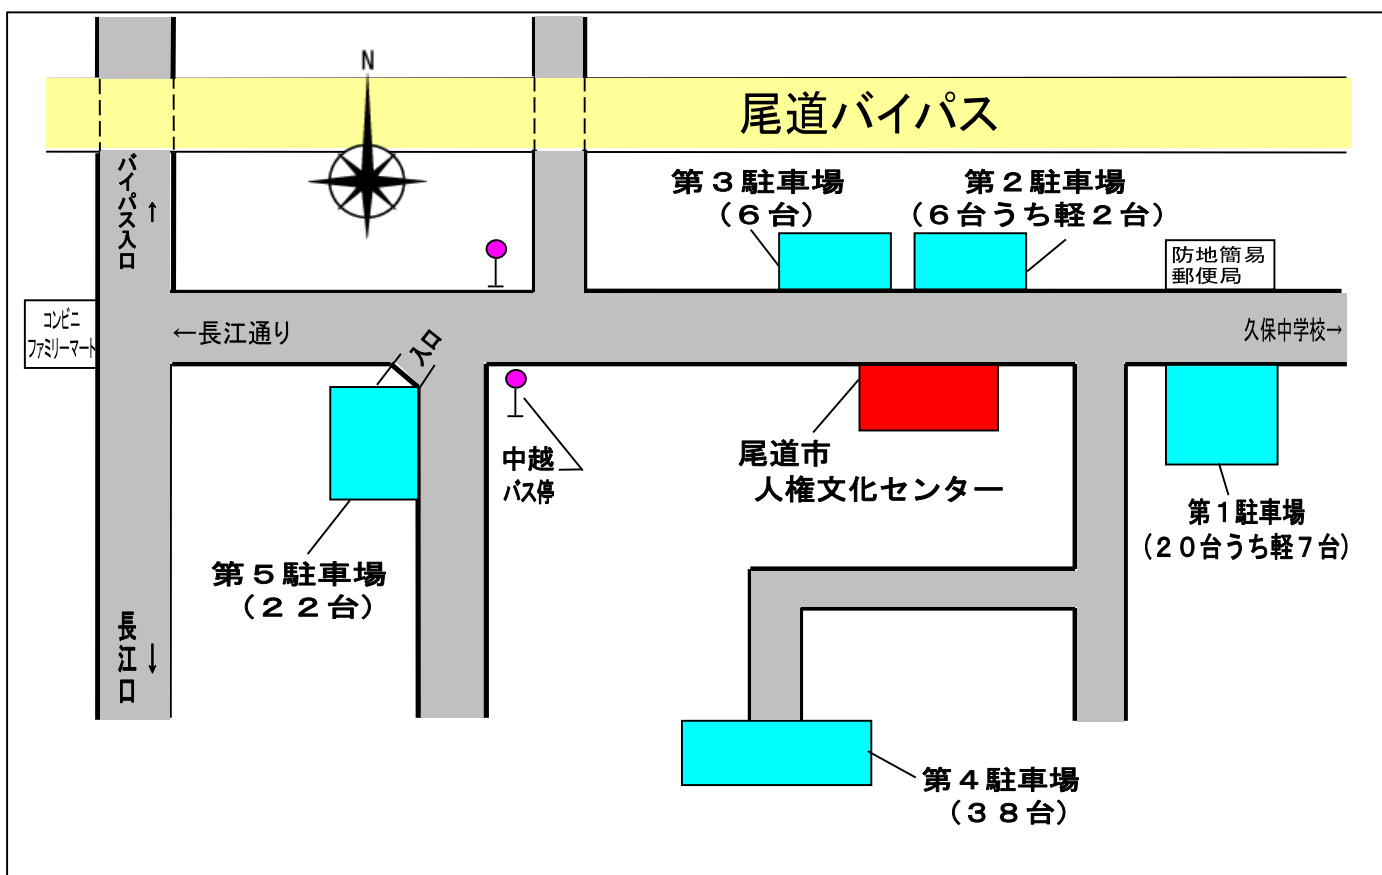 N
尾道バイパス
バイパス入口
↑
第３駐車場
（６台）
第２駐車場
（６台うち軽２台）
防地簡易
郵便局
コンビニ
ファミリーマート
←長江通り
入口
久保中学校→
中越
バス停
尾道市
人権文化センター
第１駐車場
（２０台うち軽７台）
第５駐車場
（２２台）
長江口
↓
第４駐車場
（３８台）